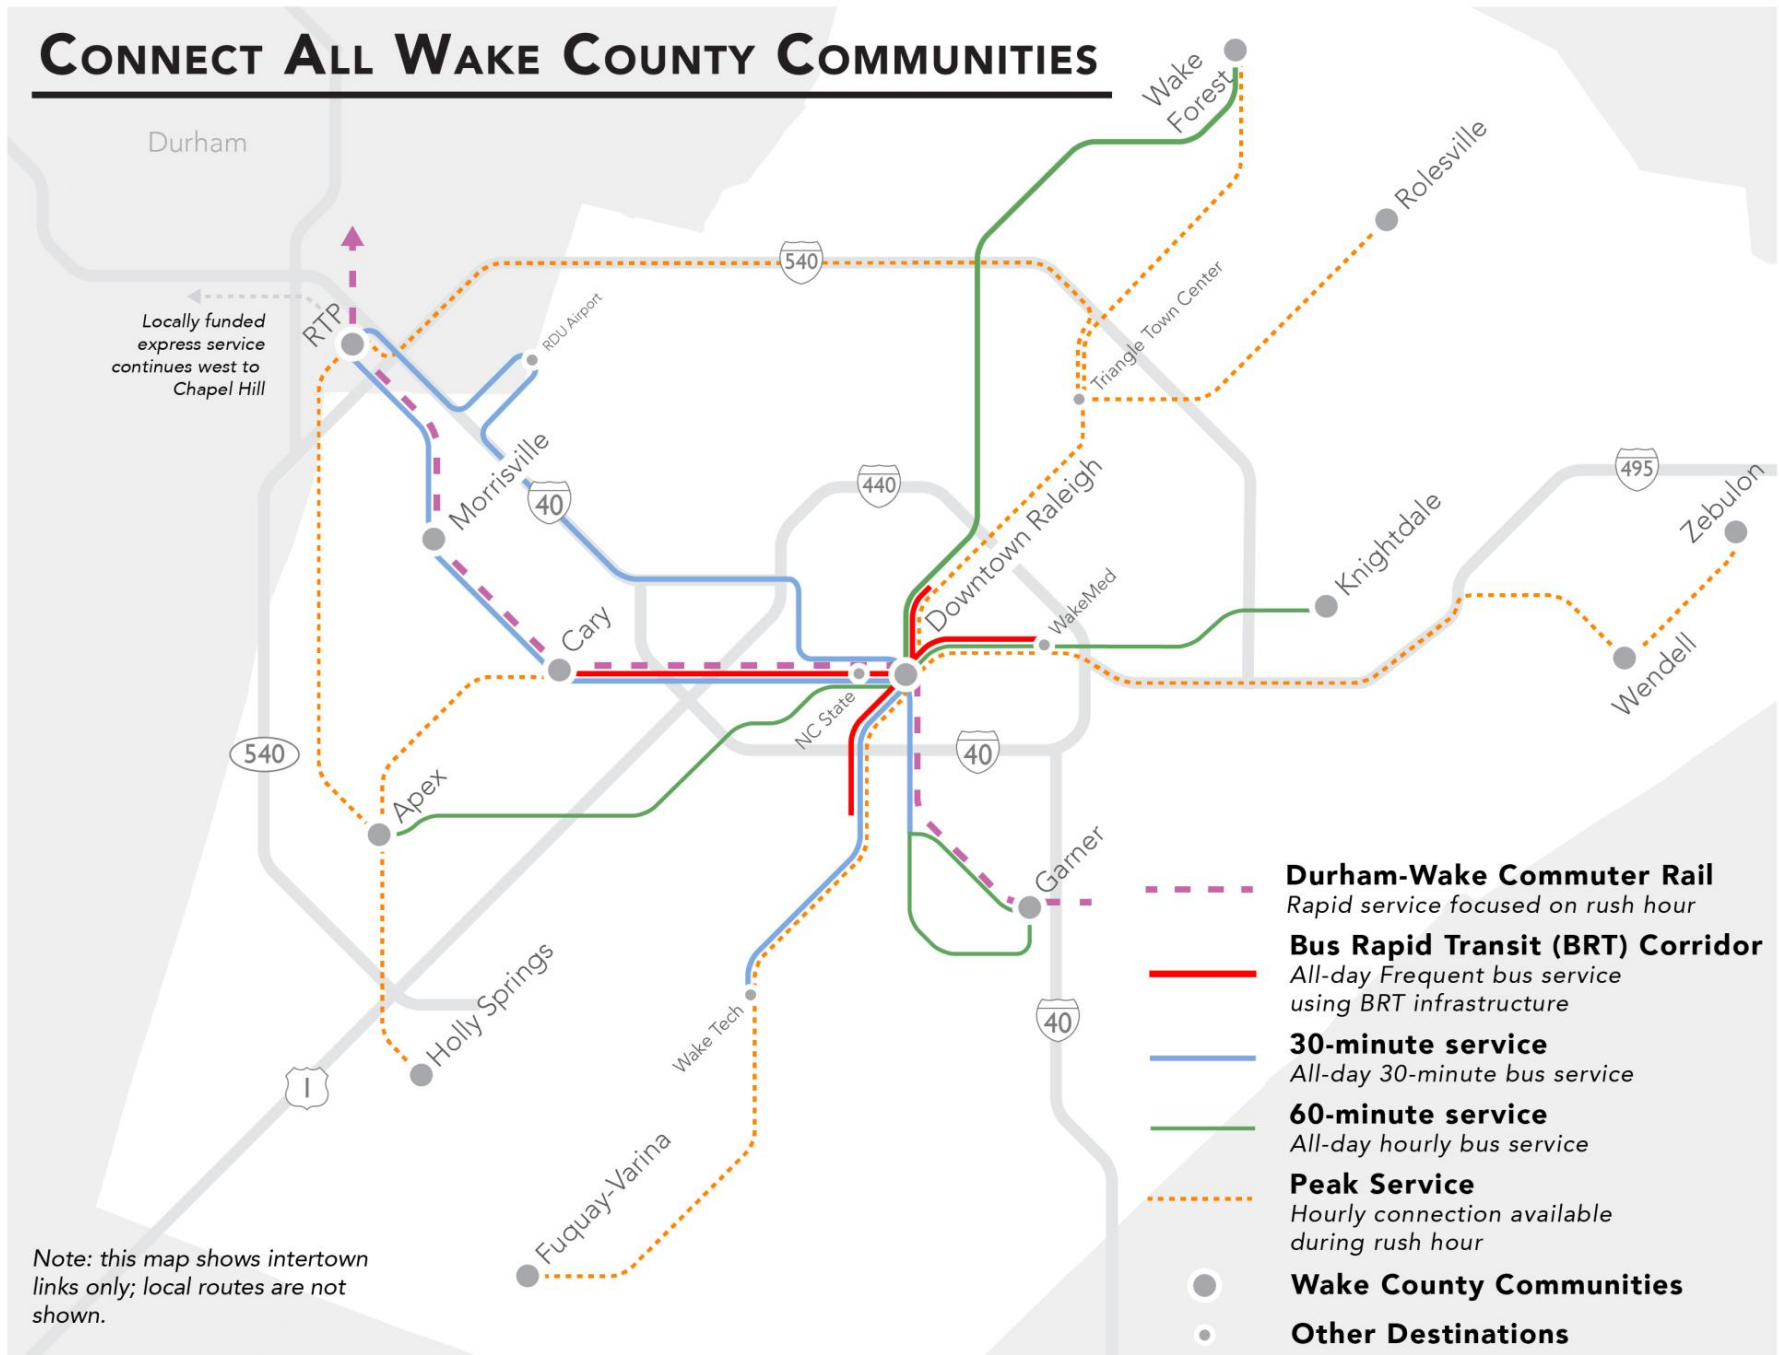 CONNECT ALL WAKE COUNTY COMMUNITIES
Durham
Wake
Forest
Rolesville
540
Triangle Town Center
RTP
RDU Airport
Locally funded
express service
continues west to
Chapel Hill
Morrisville
40
440
Downtown Raleigh
495
Zebulon
Knightdale
WakeMed
Cary
Wendell
NC State
540
40
Apex
Garner
Holly Springs
40
Wake Tech
1
Fuquay-Varina
Durham-Wake Commuter Rail
Rapid service focused on rush hour
Bus Rapid Transit (BRT) Corridor
All-day Frequent bus service
using BRT infrastructure
30-minute service
All-day 30-minute bus service
60-minute service
All-day hourly bus service
Peak Service
Hourly connection available
during rush hour
Wake County Communities
Other Destinations
Note: this map shows intertown
links only; local routes are not
shown.